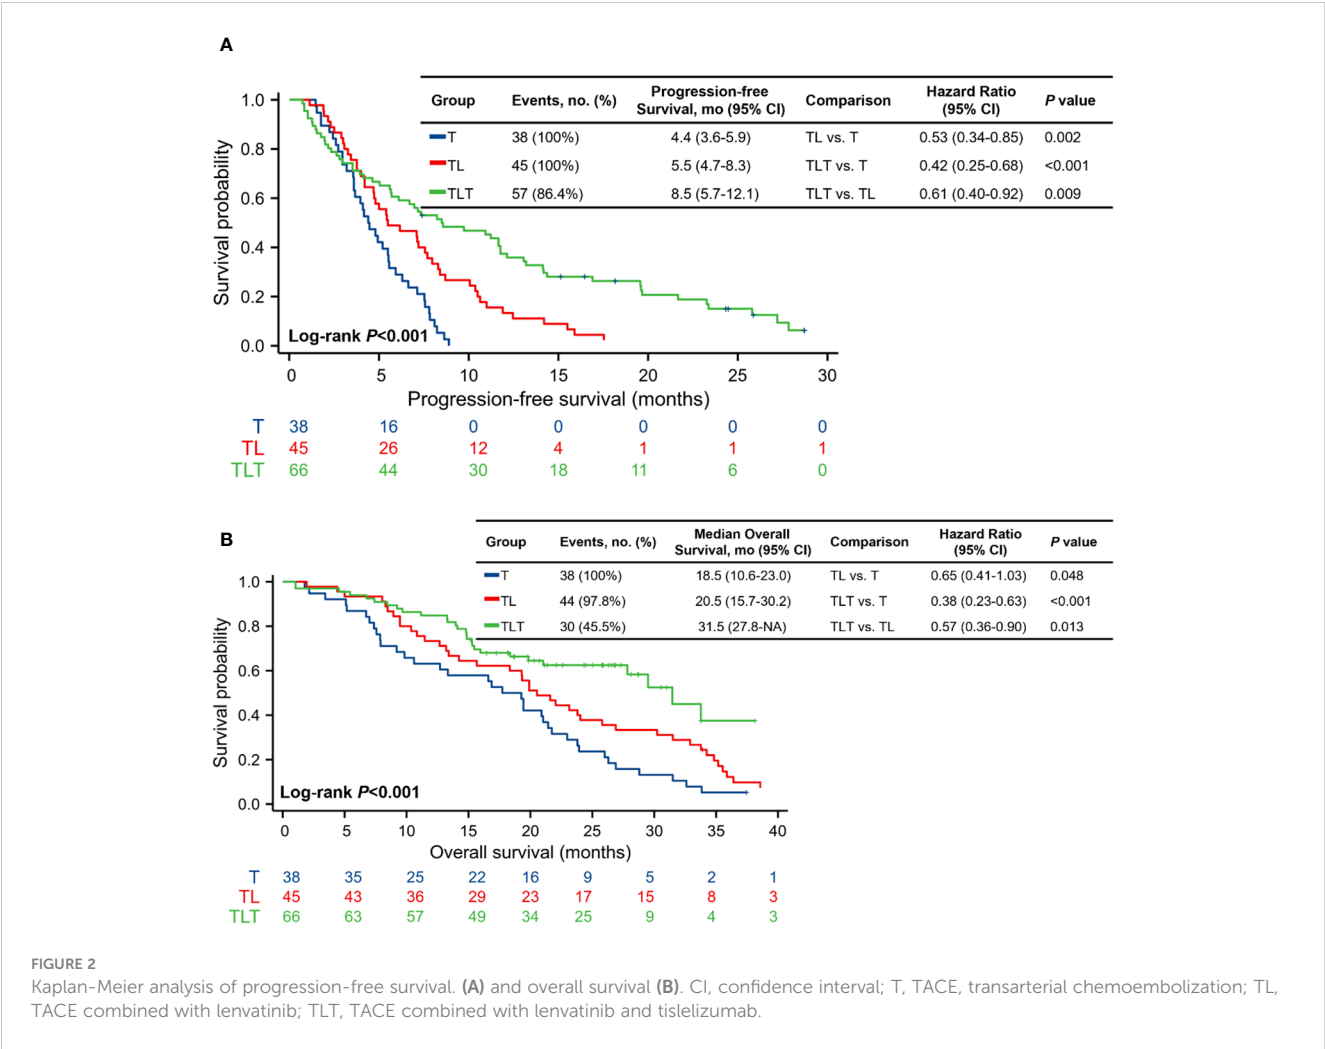 A
Group Events, no. (%) Progression-free Survival, mo (95% CI) Comparison Hazard Ratio (95% CI) P value
T 38 (100%) 4.4 (3.6-5.9) TL vs. T 0.53 (0.34-0.85) 0.002
TL 45 (100%) 5.5 (4.7-8.3) TLT vs. T 0.42 (0.25-0.68) <0.001
TLT 57 (86.4%) 8.5 (5.7-12.1) TLT vs. TL 0.61 (0.40-0.92) 0.009
Survival probability
1.0
0.8
0.6
0.4
0.2
0.0
Log-rank P<0.001
0 5 10 15 20 25 30
Progression-free survival (months)
T 38 16 0 0 0 0 0
TL 45 26 12 4 1 1 1
TLT 66 44 30 18 11 6 0
B
Group Events, no. (%) Median Overall Survival, mo (95% CI) Comparison Hazard Ratio (95% CI) P value
T 38 (100%) 18.5 (10.6-23.0) TL vs. T 0.65 (0.41-1.03) 0.048
TL 44 (97.8%) 20.5 (15.7-30.2) TLT vs. T 0.38 (0.23-0.63) <0.001
TLT 30 (45.5%) 31.5 (27.8-NA) TLT vs. TL 0.57 (0.36-0.90) 0.013
Survival probability
1.0
0.8
0.6
0.4
0.2
0.0
Log-rank P<0.001
0 5 10 15 20 25 30 35 40
Overall survival (months)
T 38 35 25 22 16 9 5 2 1
TL 45 43 36 29 23 17 15 8 3
TLT 66 63 57 49 34 25 9 4 3
FIGURE 2
Kaplan-Meier analysis of progression-free survival. (A) and overall survival (B). CI, confidence interval; T, TACE, transarterial chemoembolization; TL,
TACE combined with lenvatinib; TLT, TACE combined with lenvatinib and tislelizumab.